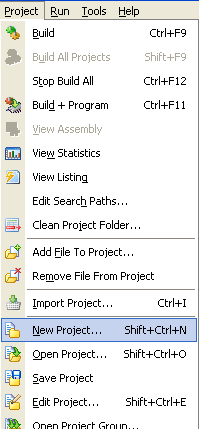 Project Run Tools Help
Build Ctrl+F9
Build All Projects Shift+F9
Stop Build All Ctrl+F12
Build + Program Ctrl+F11
View Assembly
View Statistics
View Listing
Edit Search Paths...
Clean Project Folder...
Add File To Project...
Remove File From Project
Import Project... Ctrl+I
New Project... Shift+Ctrl+N
Open Project... Shift+Ctrl+O
Save Project
Edit Project... Shift+Ctrl+E
Open Project Group...